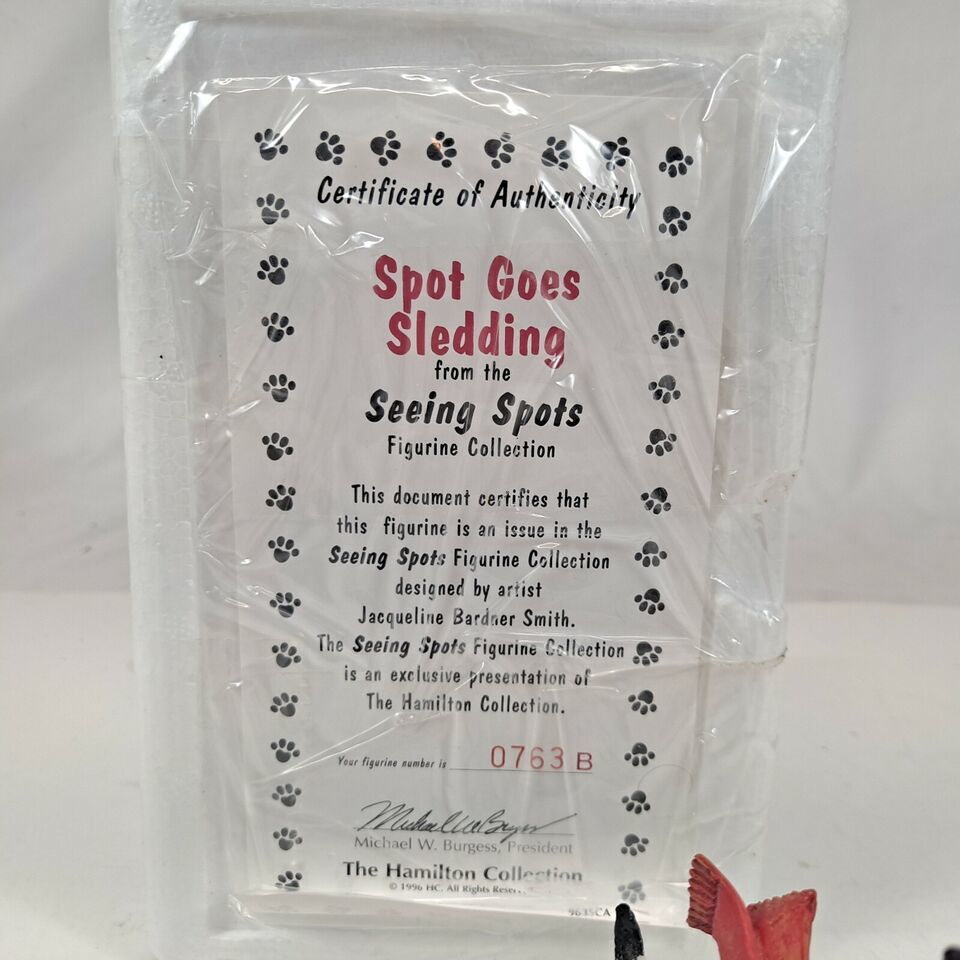 Certificate of Authenticity
Spot Goes
Sledding
from the
Seeing Spots
Figurine Collection
This document certifies that
this figurine is an issue in the
Seeing Spots Figurine Collection
designed by artist
Jacqueline Bardner Smith.
The Seeing Spots Figurine Collection
is an exclusive presentation of
The Hamilton Collection.
Your figurine number is 0763 B
Michael W. Burgess
Michael W. Burgess, President
The Hamilton Collection
© 1996 HC. All Rights
9635CA